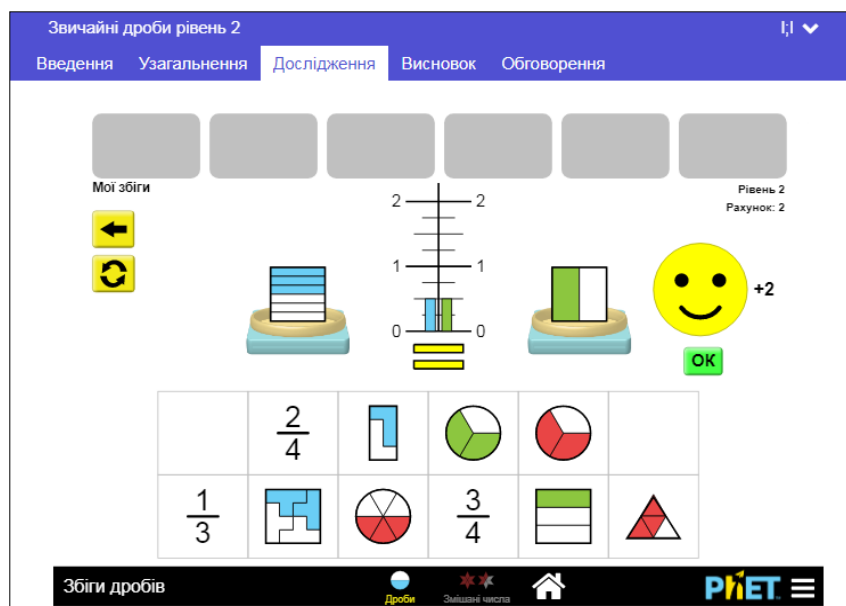 Звичайні дроби рівень 2 І;І
Введення Узагальнення Дослідження Висновок Обговорення
Мої збіги
Рівень 2
Рахунок: 2
2 2
1 1
0 0
+2
OK
2/4
1/3 3/4
Збіги дробів
Дроби Змішані числа
PhET